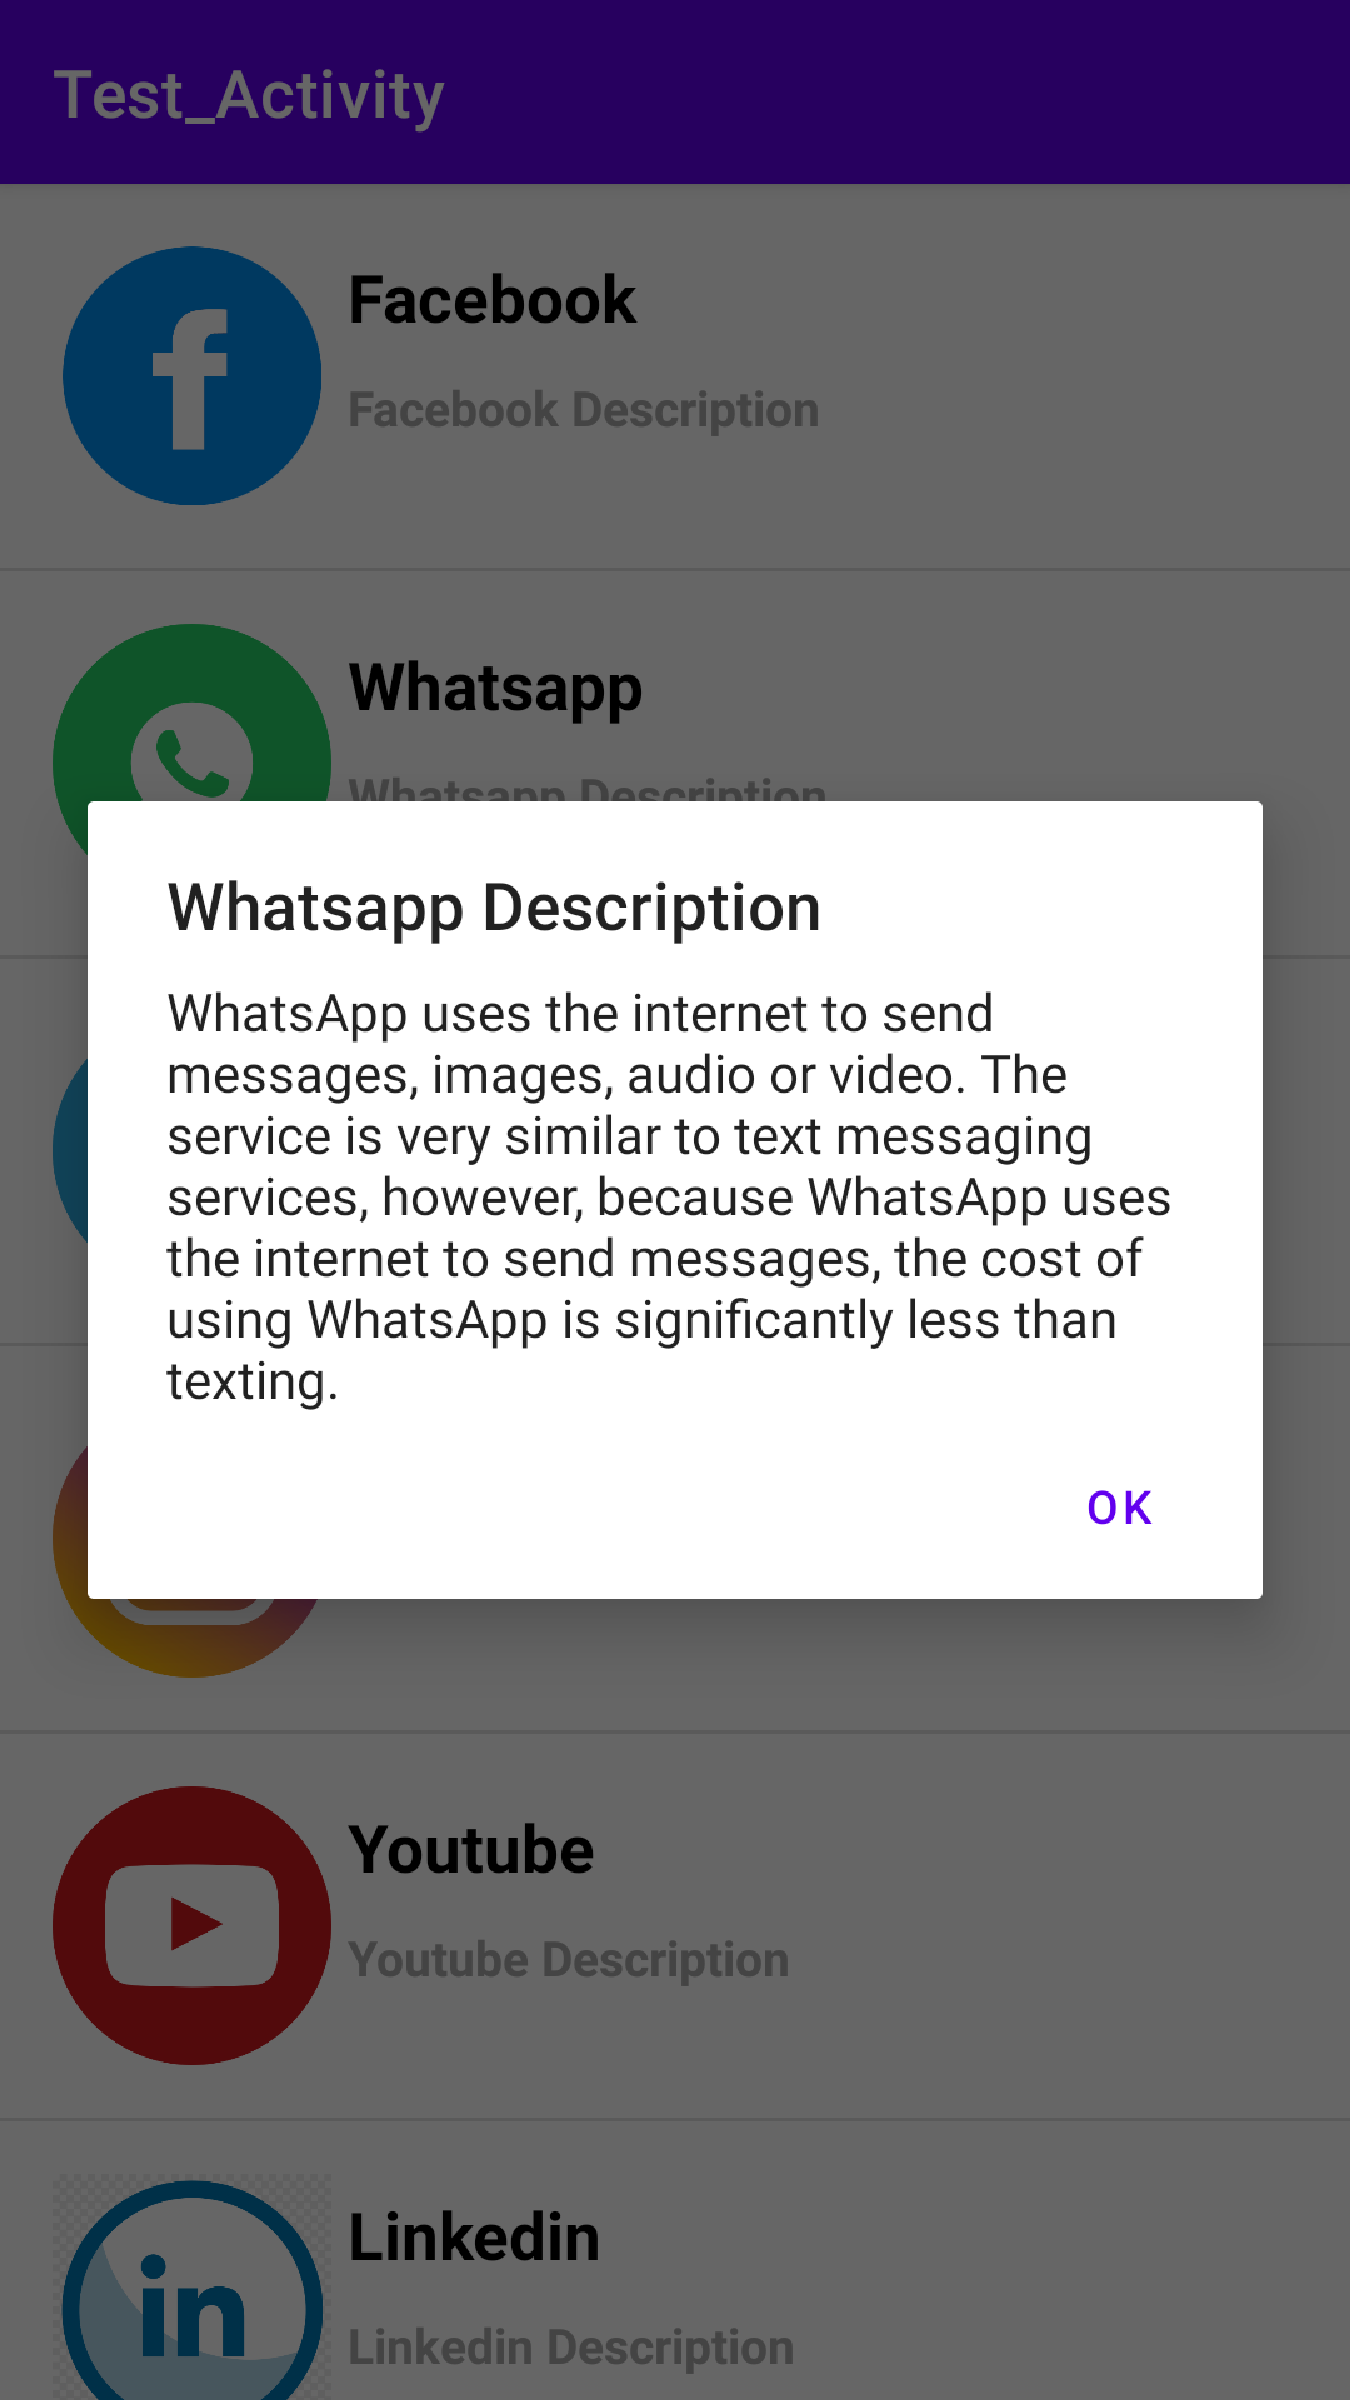 Test_Activity
Facebook
Facebook Description
Whatsapp
Whatsapp Description
Whatsapp Description
WhatsApp uses the internet to send
messages, images, audio or video. The
service is very similar to text messaging
services, however, because WhatsApp uses
the internet to send messages, the cost of
using WhatsApp is significantly less than
texting.
OK
Youtube
Youtube Description
Linkedin
in
Linkedin Description